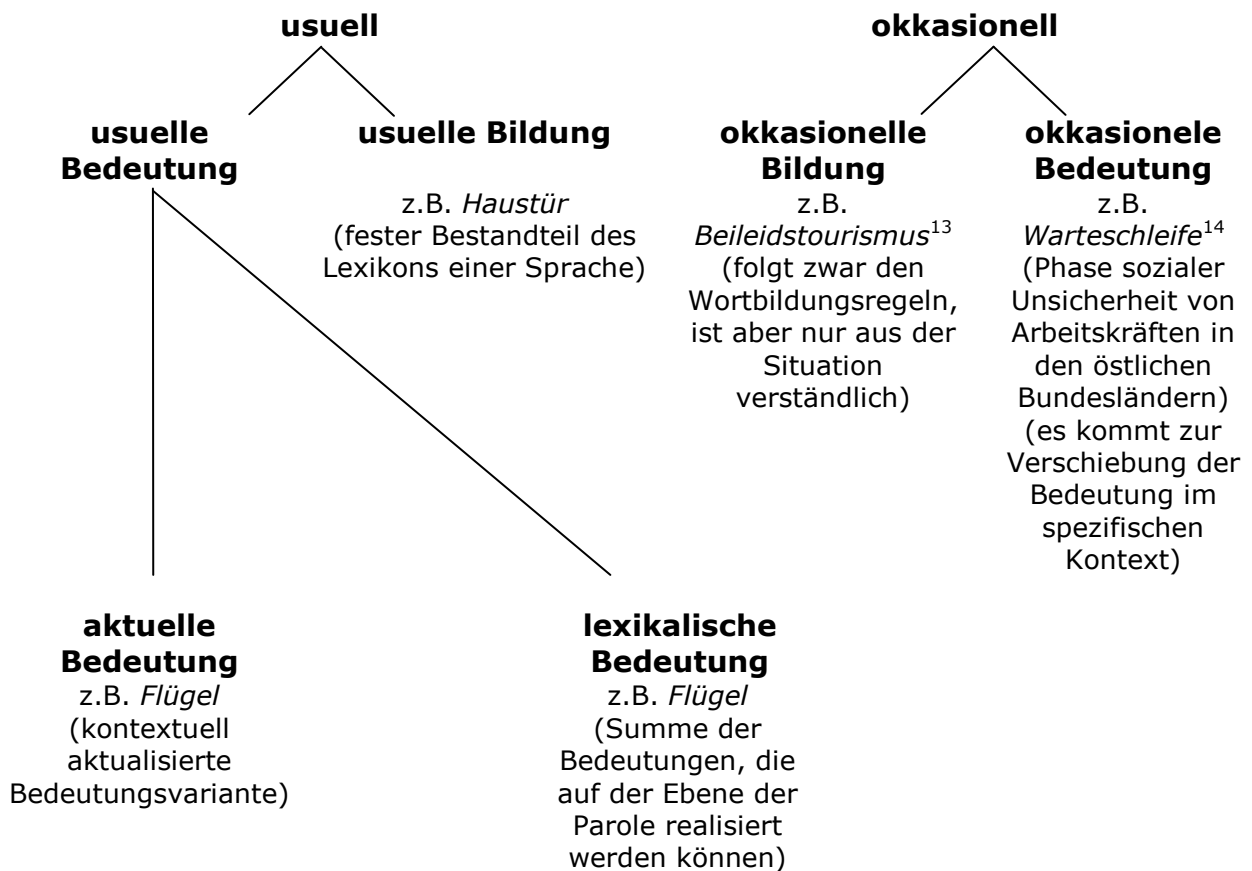 usuell
okkasionell
usuelle
Bedeutung
usuelle Bildung
z.B. Haustür
(fester Bestandteil des
Lexikons einer Sprache)
okkasionelle
Bildung
z.B.
Beileidstourismus¹³
(folgt zwar den
Wortbildungsregeln,
ist aber nur aus der
Situation
verständlich)
okkasionele
Bedeutung
z.B.
Warteschleife¹⁴
(Phase sozialer
Unsicherheit von
Arbeitskräften in
den östlichen
Bundesländern)
(es kommt zur
Verschiebung der
Bedeutung im
spezifischen
Kontext)
aktuelle
Bedeutung
z.B. Flügel
(kontextuell
aktualisierte
Bedeutungsvariante)
lexikalische
Bedeutung
z.B. Flügel
(Summe der
Bedeutungen, die
auf der Ebene der
Parole realisiert
werden können)